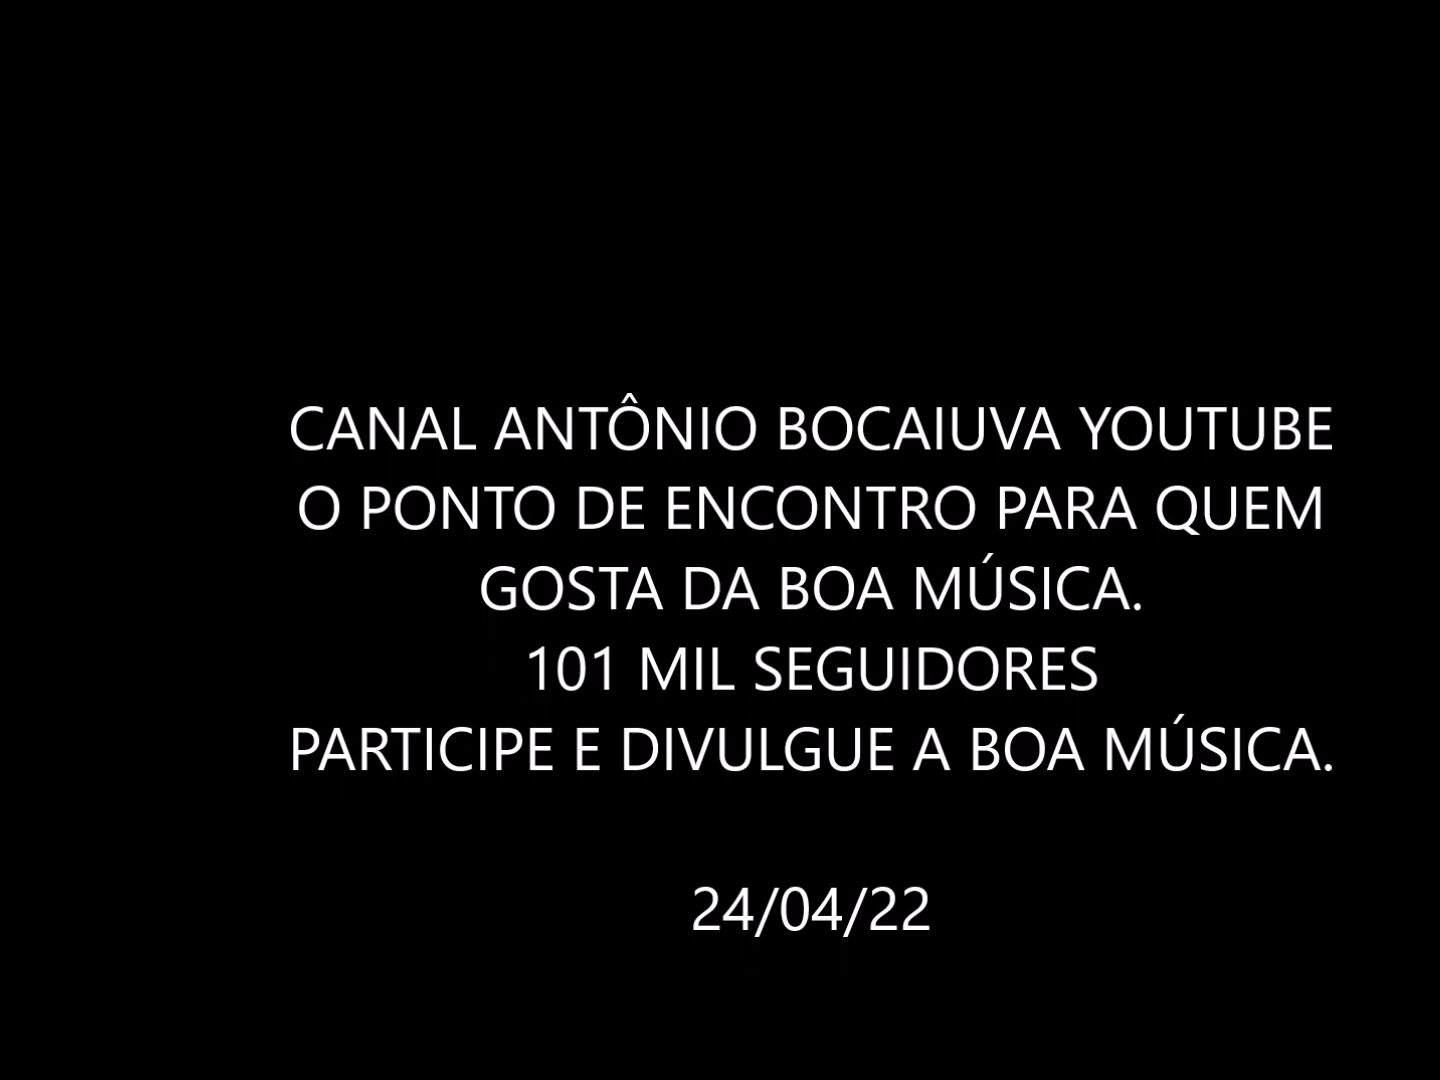 CANAL ANTÔNIO BOCAIUVA YOUTUBE
O PONTO DE ENCONTRO PARA QUEM
GOSTA DA BOA MÚSICA.
101 MIL SEGUIDORES
PARTICIPE E DIVULGUE A BOA MÚSICA.
24/04/22